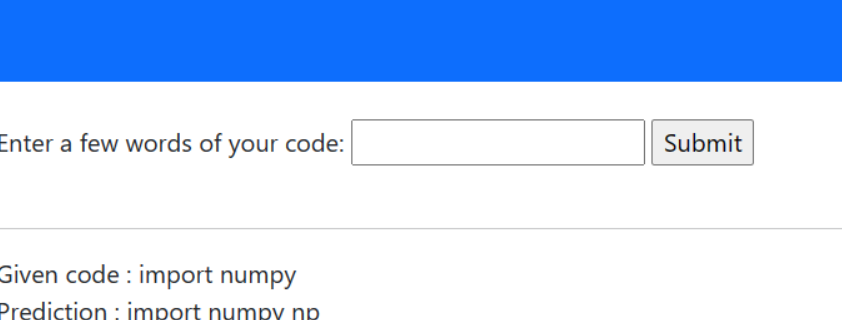 Enter a few words of your code:
Submit
Given code : import numpy
Prediction : import numpy np